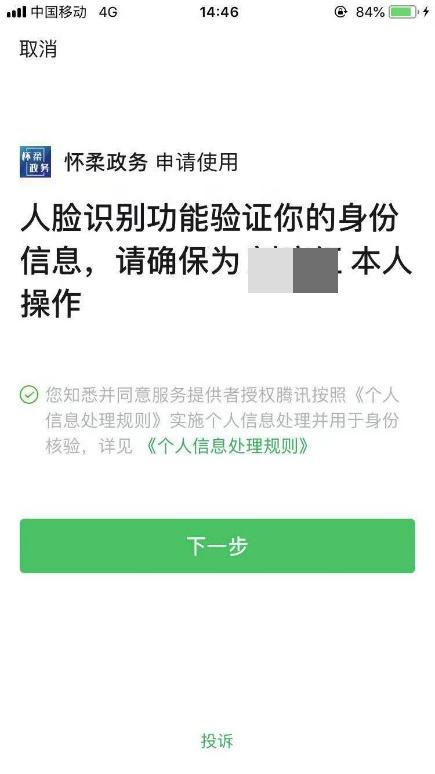 中国移动 4G 14:46 84%
取消
怀柔政务 怀柔政务 申请使用
人脸识别功能验证你的身份
信息，请确保为 本人
操作
您知悉并同意服务提供者授权腾讯按照《个人
信息处理规则》实施个人信息处理并用于身份
核验，详见 《个人信息处理规则》
下一步
投诉